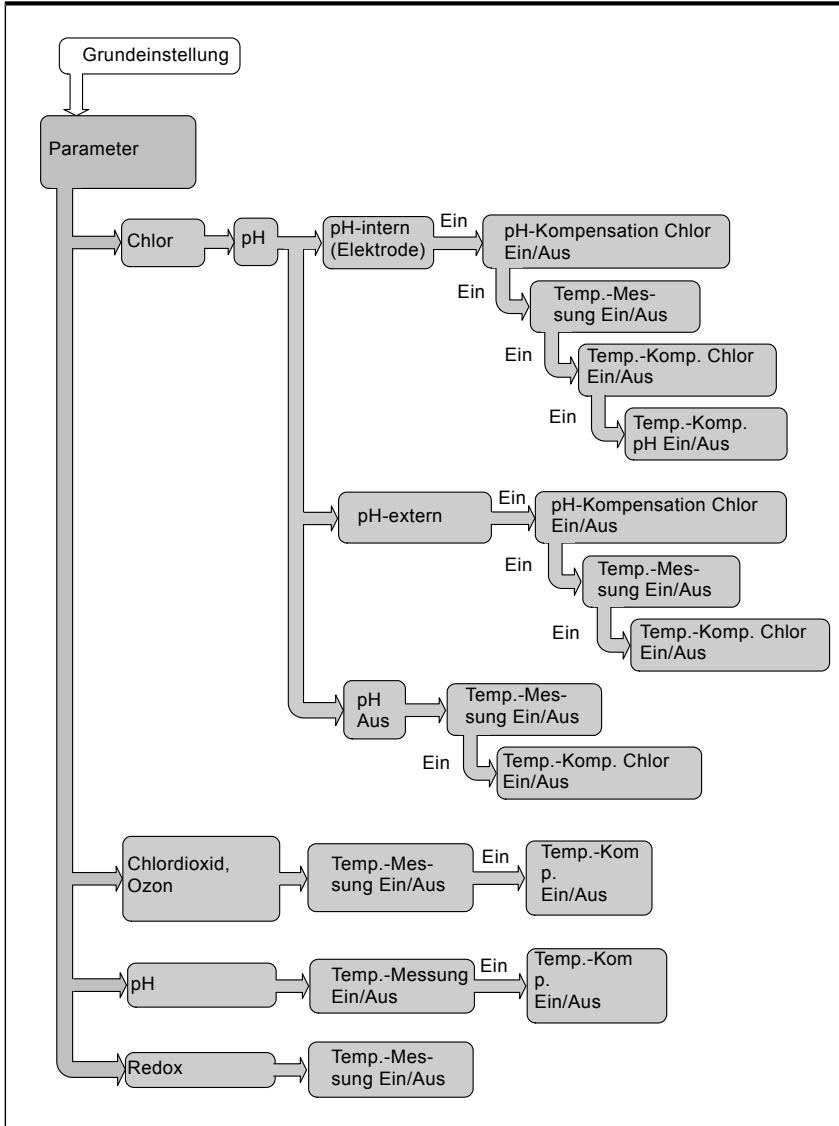 Grundeinstellung
Parameter
Chlor
pH
pH-intern
(Elektrode)
Ein
pH-Kompensation Chlor
Ein/Aus
Ein
Temp.-Mes-
sung Ein/Aus
Ein
Temp.-Komp. Chlor
Ein/Aus
Ein
Temp.-Komp.
pH Ein/Aus
pH-extern
Ein
pH-Kompensation Chlor
Ein/Aus
Ein
Temp.-Mes-
sung Ein/Aus
Ein
Temp.-Komp. Chlor
Ein/Aus
pH
Aus
Temp.-Mes-
sung Ein/Aus
Ein
Temp.-Komp. Chlor
Ein/Aus
Chlordioxid,
Ozon
Temp.-Mes-
sung Ein/Aus
Ein
Temp.-Kom
p.
Ein/Aus
pH
Temp.-Messung
Ein/Aus
Ein
Temp.-Kom
p.
Ein/Aus
Redox
Temp.-Mes-
sung Ein/Aus